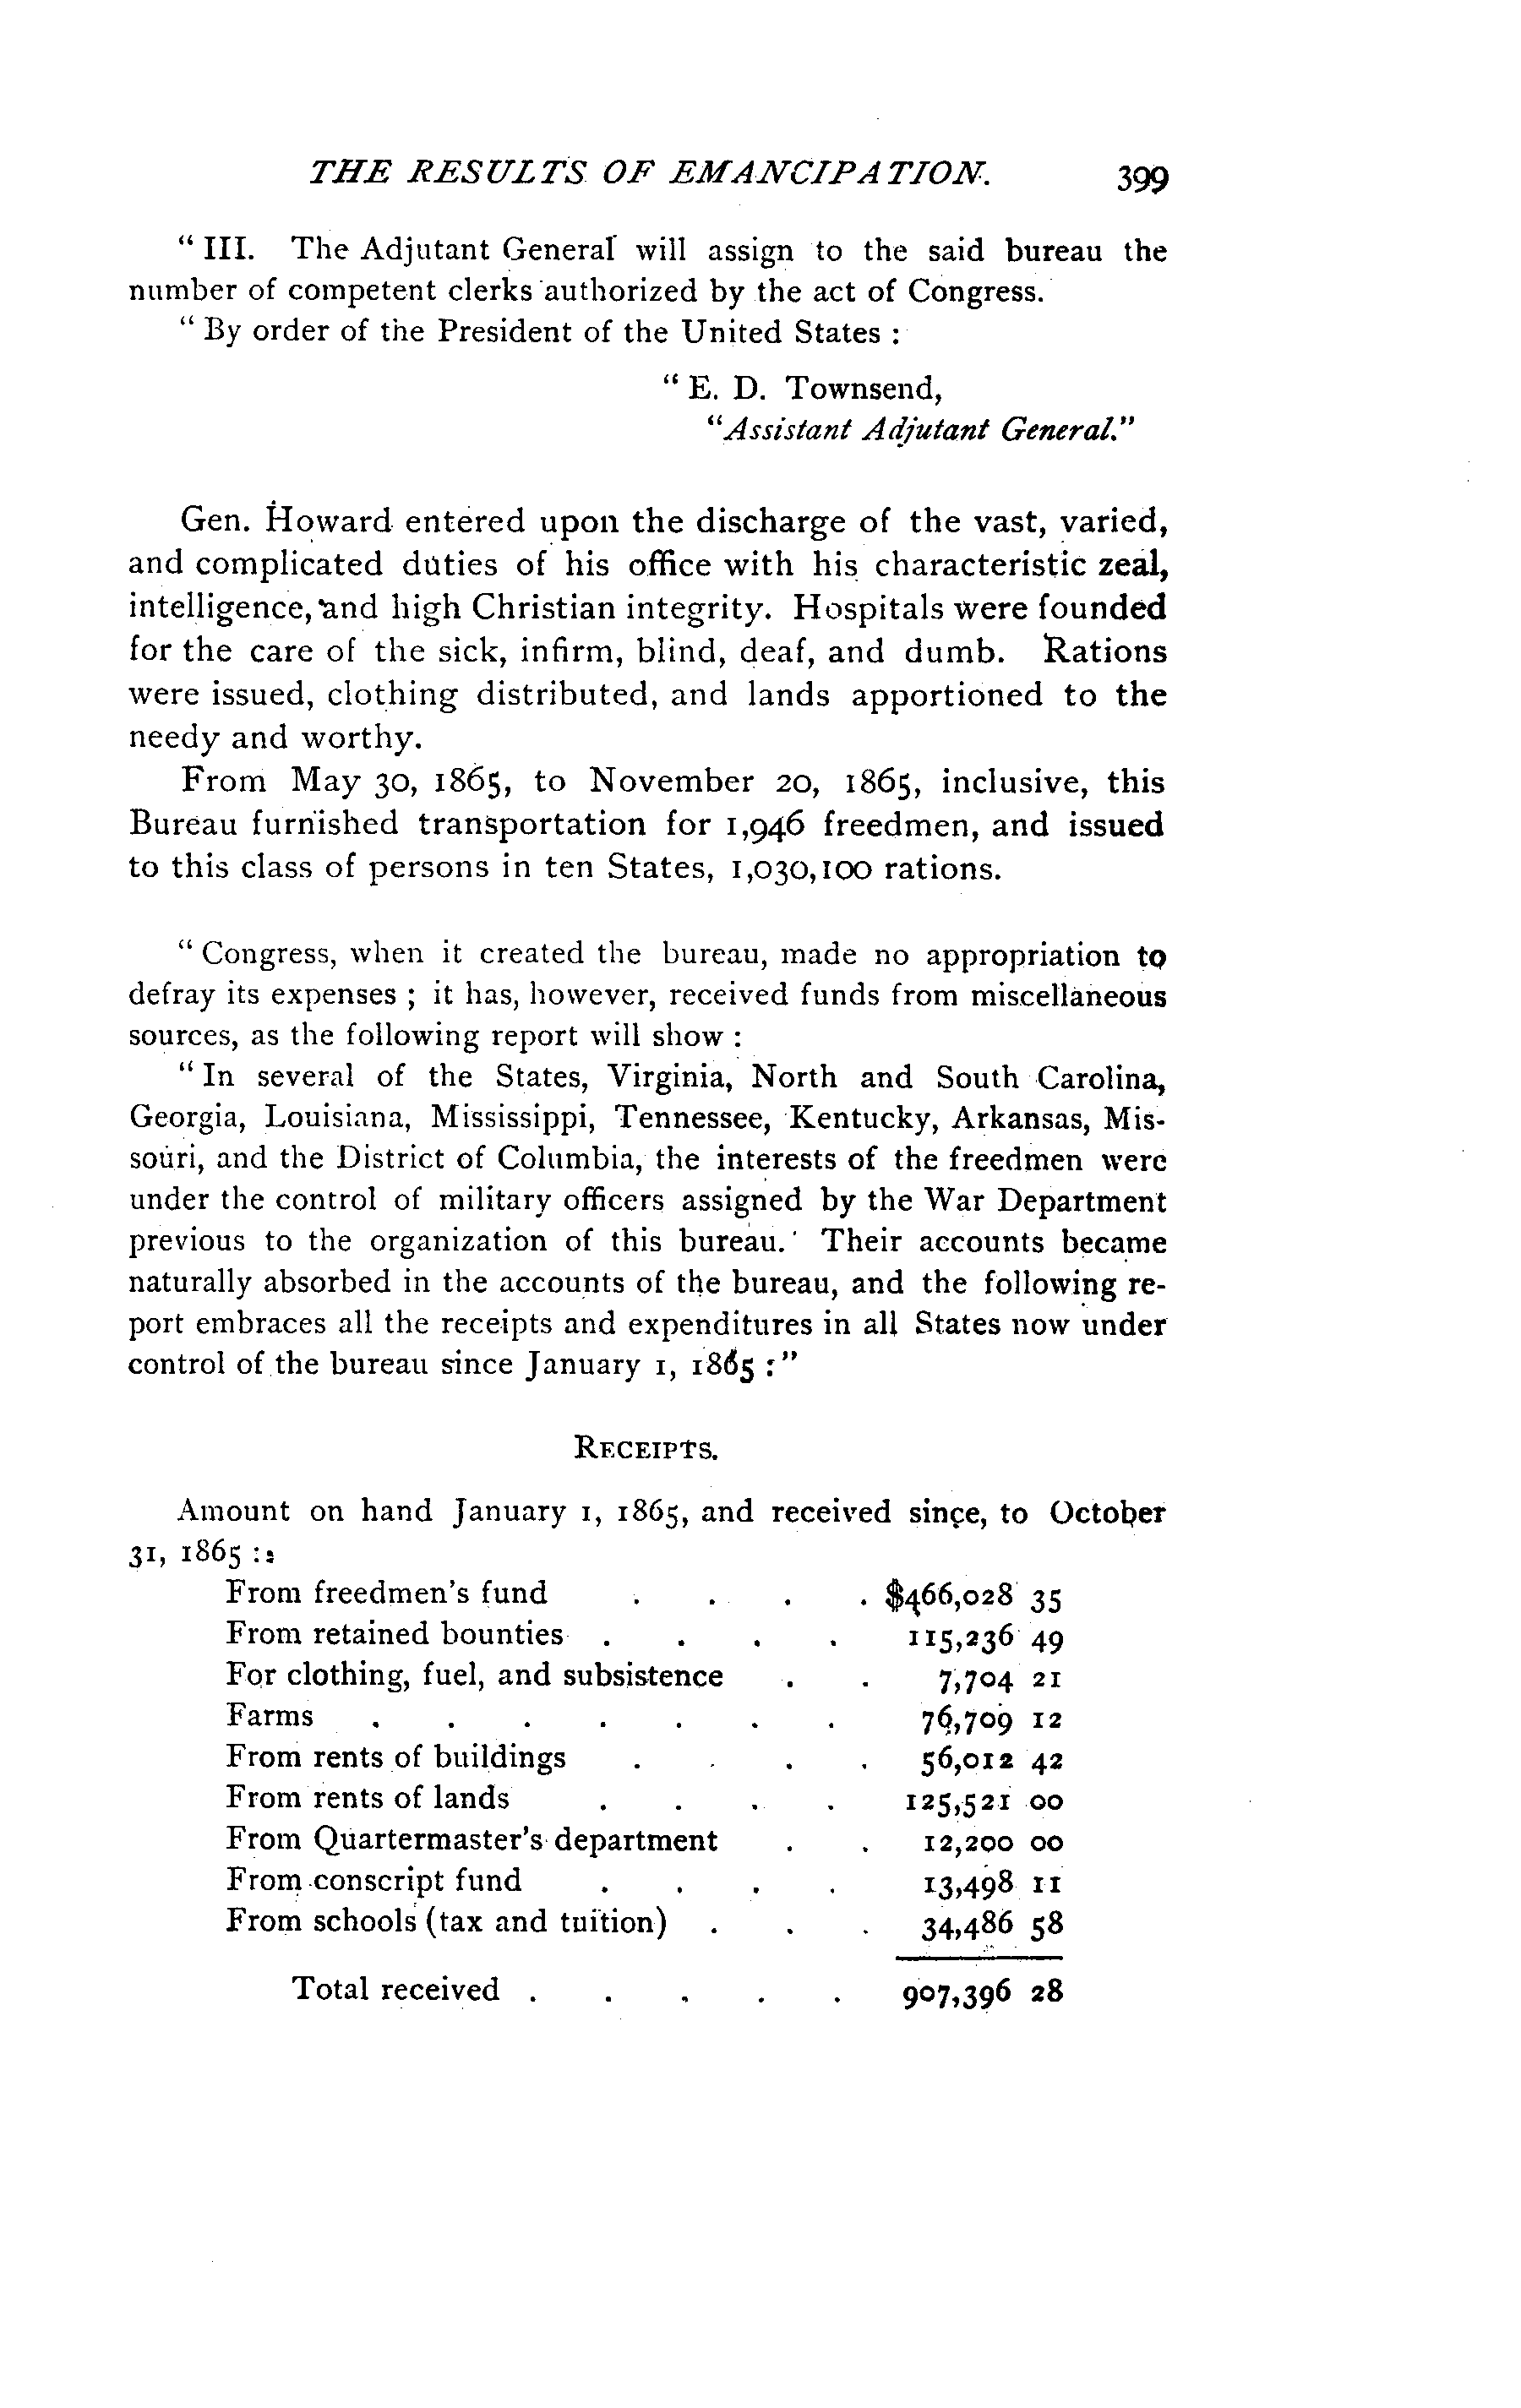 THE RESULTS OF EMANCIPATION. 399
" III. The Adjutant General will assign to the said bureau the
number of competent clerks authorized by the act of Congress.
" By order of the President of the United States :
" E. D. Townsend,
"Assistant Adjutant General."
Gen. Howard entered upon the discharge of the vast, varied,
and complicated duties of his office with his characteristic zeal,
intelligence, and high Christian integrity. Hospitals were founded
for the care of the sick, infirm, blind, deaf, and dumb. Rations
were issued, clothing distributed, and lands apportioned to the
needy and worthy.
From May 30, 1865, to November 20, 1865, inclusive, this
Bureau furnished transportation for 1,946 freedmen, and issued
to this class of persons in ten States, 1,030,100 rations.
" Congress, when it created the bureau, made no appropriation to
defray its expenses ; it has, however, received funds from miscellaneous
sources, as the following report will show :
" In several of the States, Virginia, North and South Carolina,
Georgia, Louisiana, Mississippi, Tennessee, Kentucky, Arkansas, Mis-
souri, and the District of Columbia, the interests of the freedmen were
under the control of military officers assigned by the War Department
previous to the organization of this bureau. Their accounts became
naturally absorbed in the accounts of the bureau, and the following re-
port embraces all the receipts and expenditures in all States now under
control of the bureau since January 1, 1865 :"
RECEIPTS.
Amount on hand January 1, 1865, and received since, to October
31, 1865 :
From freedmen's fund . . . . $466,028 35
From retained bounties . . . . 115,236 49
For clothing, fuel, and subsistence . . 7,704 21
Farms . . . . . . . 76,709 12
From rents of buildings . . . . 56,012 42
From rents of lands . . . . 125,521 00
From Quartermaster's department . . 12,200 00
From conscript fund . . . . 13,498 11
From schools (tax and tuition) . . . 34,486 58
Total received . . . . . 907,396 28